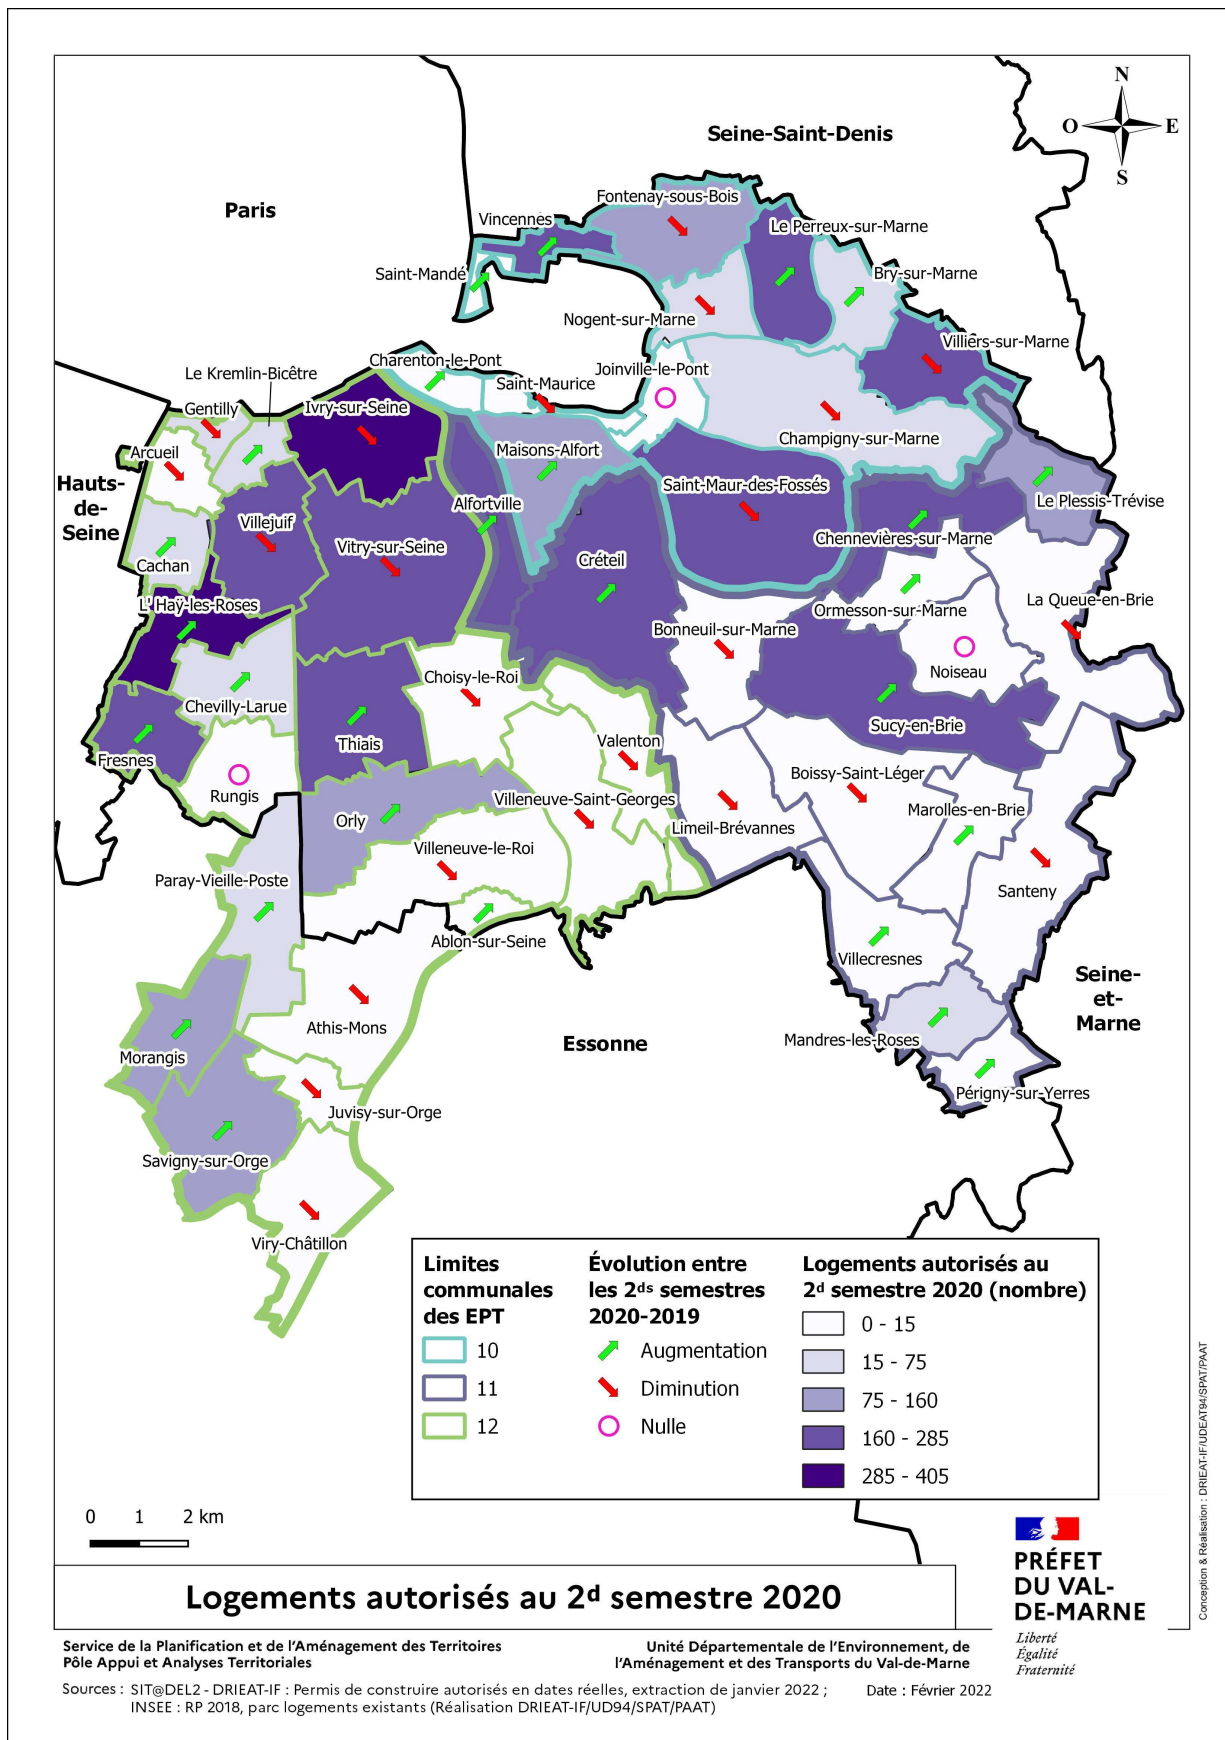 N
O
E
S
Seine-Saint-Denis
Paris
Fontenay-sous-Bois
Vincennes
Le Perreux-sur-Marne
Saint-Mandé
Bry-sur-Marne
Nogent-sur-Marne
Villiers-sur-Marne
Charenton-le-Pont
Joinville-le-Pont
Le Kremlin-Bicêtre
Saint-Maurice
Gentilly
Ivry-sur-Seine
Champigny-sur-Marne
Arcueil
Maisons-Alfort
Hauts-
de-
Seine
Saint-Maur-des-Fossés
Le Plessis-Trévise
Alfortville
Villejuif
Vitry-sur-Seine
Chennevières-sur-Marne
Cachan
Créteil
L' Haÿ-les-Roses
Ormesson-sur-Marne
La Queue-en-Brie
Bonneuil-sur-Marne
Noiseau
Choisy-le-Roi
Chevilly-Larue
Sucy-en-Brie
Thiais
Valenton
Fresnes
Boissy-Saint-Léger
Rungis
Villeneuve-Saint-Georges
Marolles-en-Brie
Orly
Limeil-Brévannes
Villeneuve-le-Roi
Paray-Vieille-Poste
Santeny
Ablon-sur-Seine
Villecresnes
Seine-
et-
Marne
Athis-Mons
Essonne
Mandres-les-Roses
Morangis
Périgny-sur-Yerres
Juvisy-sur-Orge
Savigny-sur-Orge
Viry-Châtillon
Limites
communales
des EPT
10
11
12
Évolution entre
les 2ds semestres
2020-2019
Augmentation
Diminution
Nulle
Logements autorisés au
2d semestre 2020 (nombre)
0 - 15
15 - 75
75 - 160
160 - 285
285 - 405
0 1 2 km
Logements autorisés au 2d semestre 2020
PRÉFET
DU VAL-
DE-MARNE
Liberté
Égalité
Fraternité
Service de la Planification et de l'Aménagement des Territoires
Pôle Appui et Analyses Territoriales
Unité Départementale de l'Environnement, de
l'Aménagement et des Transports du Val-de-Marne
Sources : SIT@DEL2 - DRIEAT-IF : Permis de construire autorisés en dates réelles, extraction de janvier 2022 ;
INSEE : RP 2018, parc logements existants (Réalisation DRIEAT-IF/UD94/SPAT/PAAT)
Date : Février 2022
Conception & Réalisation : DRIEAT-IF/UDEAT94/SPAT/PAAT